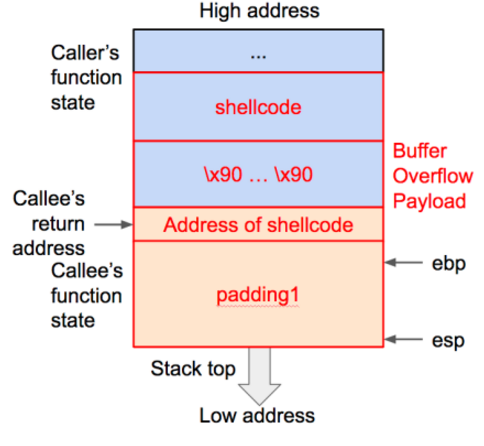 High address
Caller's
function
state
...
shellcode
\x90 ... \x90
Buffer
Overflow
Payload
Callee's
return
address
Address of shellcode
Callee's
function
state
padding1
ebp
esp
Stack top
Low address